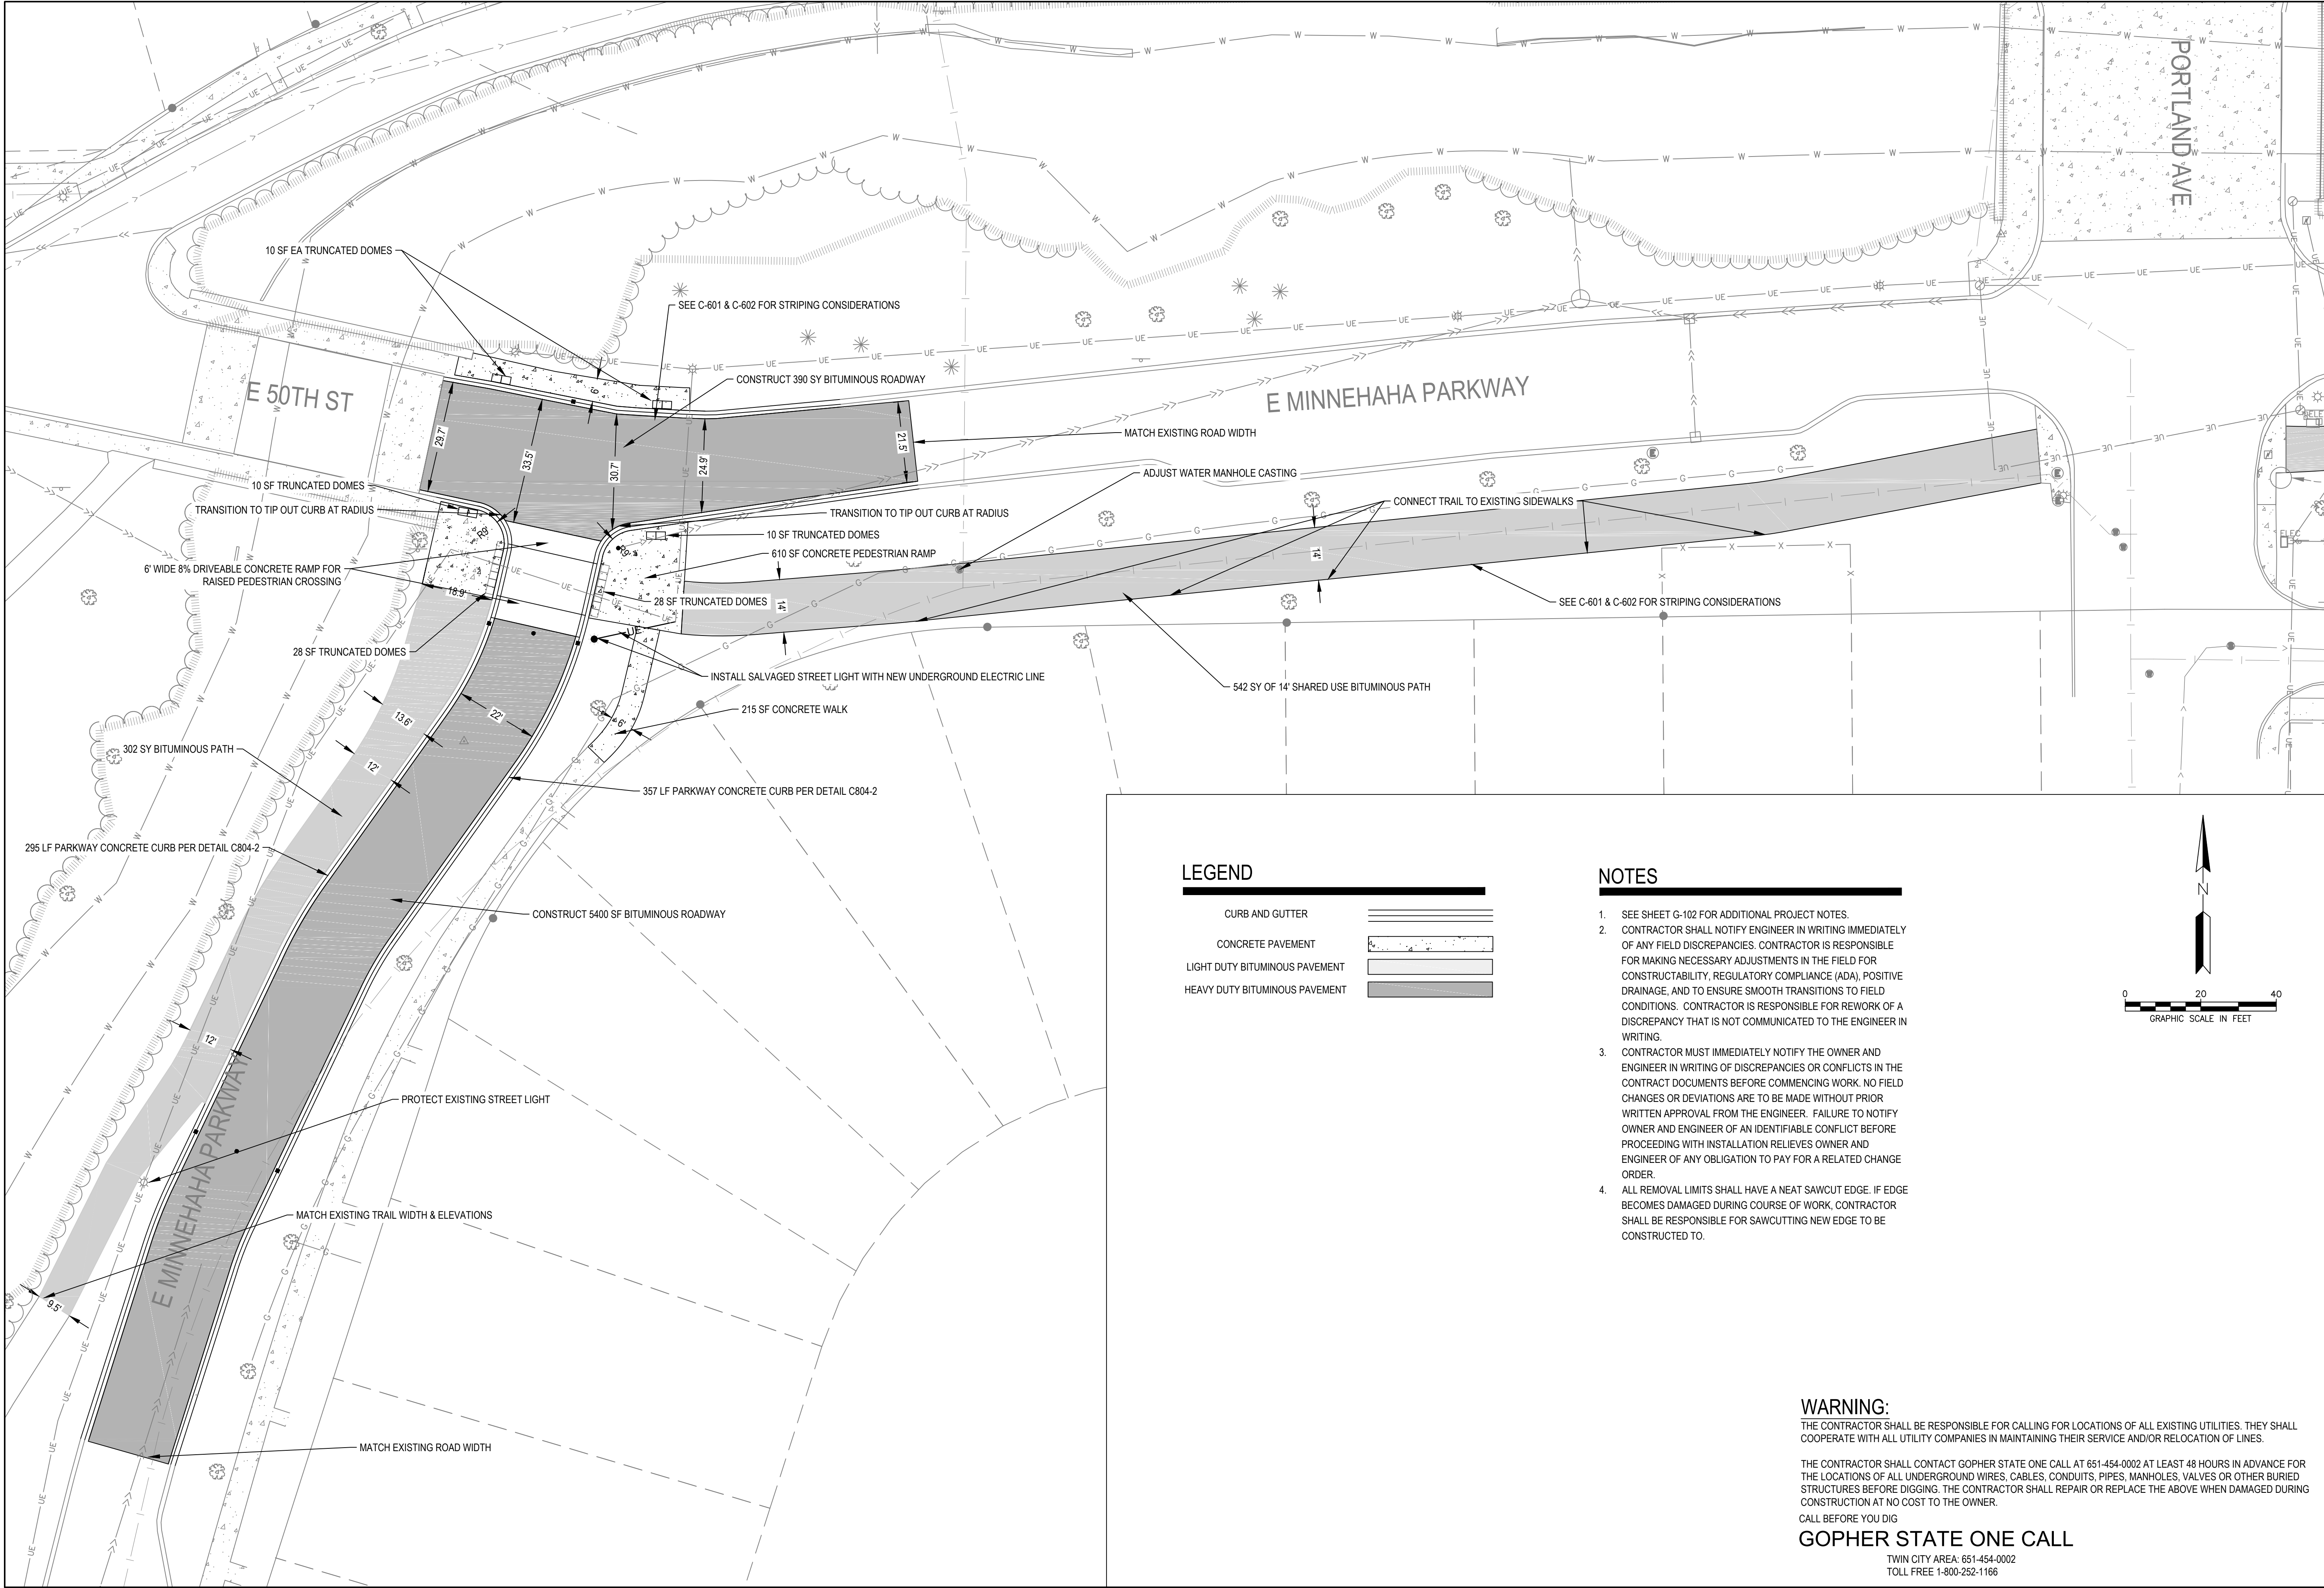 PORTLAND AVE
10 SF EA TRUNCATED DOMES
SEE C-601 & C-602 FOR STRIPING CONSIDERATIONS
CONSTRUCT 390 SY BITUMINOUS ROADWAY
E 50TH ST
E MINNEHAHA PARKWAY
6'
29.7'
33.5'
30.7'
24.9'
21.5'
MATCH EXISTING ROAD WIDTH
ADJUST WATER MANHOLE CASTING
10 SF TRUNCATED DOMES
CONNECT TRAIL TO EXISTING SIDEWALKS
TRANSITION TO TIP OUT CURB AT RADIUS
TRANSITION TO TIP OUT CURB AT RADIUS
R9'
R9'
10 SF TRUNCATED DOMES
610 SF CONCRETE PEDESTRIAN RAMP
14'
6' WIDE 8% DRIVEABLE CONCRETE RAMP FOR
RAISED PEDESTRIAN CROSSING
18.9'
28 SF TRUNCATED DOMES
14'
SEE C-601 & C-602 FOR STRIPING CONSIDERATIONS
ELEC
28 SF TRUNCATED DOMES
UE
INSTALL SALVAGED STREET LIGHT WITH NEW UNDERGROUND ELECTRIC LINE
542 SY OF 14' SHARED USE BITUMINOUS PATH
215 SF CONCRETE WALK
6'
22'
13.6'
302 SY BITUMINOUS PATH
12'
357 LF PARKWAY CONCRETE CURB PER DETAIL C804-2
295 LF PARKWAY CONCRETE CURB PER DETAIL C804-2
CONSTRUCT 5400 SF BITUMINOUS ROADWAY
12'
PROTECT EXISTING STREET LIGHT
E MINNEHAHA PARKWAY
MATCH EXISTING TRAIL WIDTH & ELEVATIONS
9.5'
MATCH EXISTING ROAD WIDTH
LEGEND
CURB AND GUTTER
CONCRETE PAVEMENT
LIGHT DUTY BITUMINOUS PAVEMENT
HEAVY DUTY BITUMINOUS PAVEMENT
NOTES
1. SEE SHEET G-102 FOR ADDITIONAL PROJECT NOTES.
2. CONTRACTOR SHALL NOTIFY ENGINEER IN WRITING IMMEDIATELY
OF ANY FIELD DISCREPANCIES. CONTRACTOR IS RESPONSIBLE
FOR MAKING NECESSARY ADJUSTMENTS IN THE FIELD FOR
CONSTRUCTABILITY, REGULATORY COMPLIANCE (ADA), POSITIVE
DRAINAGE, AND TO ENSURE SMOOTH TRANSITIONS TO FIELD
CONDITIONS. CONTRACTOR IS RESPONSIBLE FOR REWORK OF A
DISCREPANCY THAT IS NOT COMMUNICATED TO THE ENGINEER IN
WRITING.
3. CONTRACTOR MUST IMMEDIATELY NOTIFY THE OWNER AND
ENGINEER IN WRITING OF DISCREPANCIES OR CONFLICTS IN THE
CONTRACT DOCUMENTS BEFORE COMMENCING WORK. NO FIELD
CHANGES OR DEVIATIONS ARE TO BE MADE WITHOUT PRIOR
WRITTEN APPROVAL FROM THE ENGINEER. FAILURE TO NOTIFY
OWNER AND ENGINEER OF AN IDENTIFIABLE CONFLICT BEFORE
PROCEEDING WITH INSTALLATION RELIEVES OWNER AND
ENGINEER OF ANY OBLIGATION TO PAY FOR A RELATED CHANGE
ORDER.
4. ALL REMOVAL LIMITS SHALL HAVE A NEAT SAWCUT EDGE. IF EDGE
BECOMES DAMAGED DURING COURSE OF WORK, CONTRACTOR
SHALL BE RESPONSIBLE FOR SAWCUTTING NEW EDGE TO BE
CONSTRUCTED TO.
N
0 20 40
GRAPHIC SCALE IN FEET
WARNING:
THE CONTRACTOR SHALL BE RESPONSIBLE FOR CALLING FOR LOCATIONS OF ALL EXISTING UTILITIES. THEY SHALL
COOPERATE WITH ALL UTILITY COMPANIES IN MAINTAINING THEIR SERVICE AND/OR RELOCATION OF LINES.
THE CONTRACTOR SHALL CONTACT GOPHER STATE ONE CALL AT 651-454-0002 AT LEAST 48 HOURS IN ADVANCE FOR
THE LOCATIONS OF ALL UNDERGROUND WIRES, CABLES, CONDUITS, PIPES, MANHOLES, VALVES OR OTHER BURIED
STRUCTURES BEFORE DIGGING. THE CONTRACTOR SHALL REPAIR OR REPLACE THE ABOVE WHEN DAMAGED DURING
CONSTRUCTION AT NO COST TO THE OWNER.
CALL BEFORE YOU DIG
GOPHER STATE ONE CALL
TWIN CITY AREA: 651-454-0002
TOLL FREE 1-800-252-1166